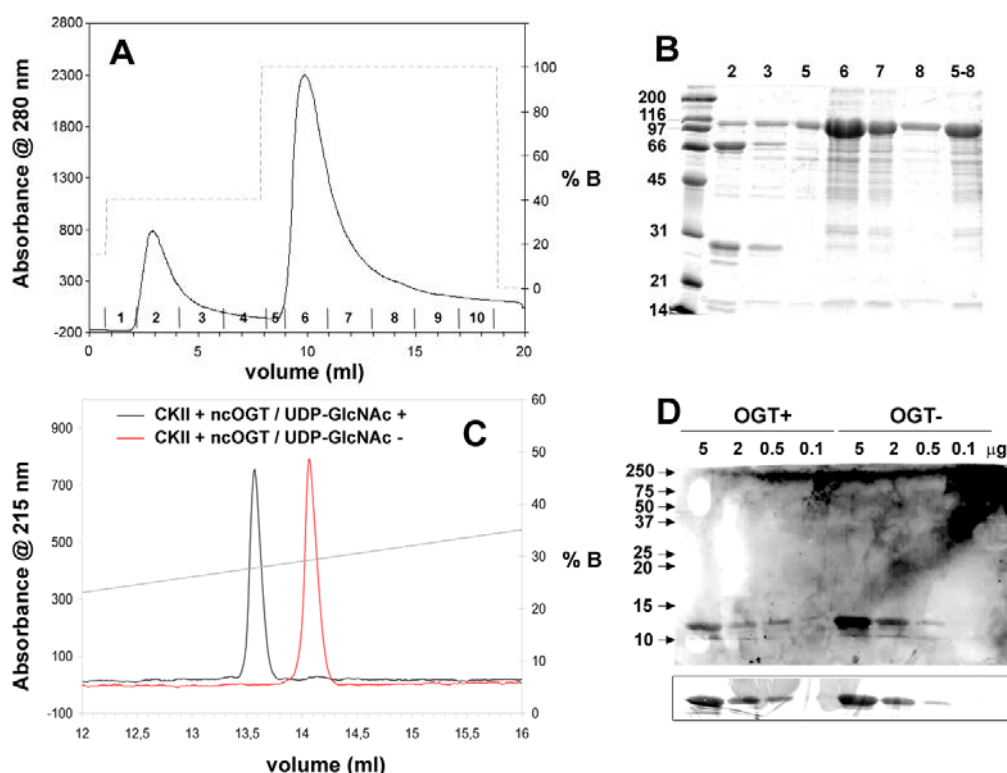 A
Absorbance @ 280 nm
2800
2300
1800
1300
800
300
-200
100
80
60
40
20
0
% B
1 2 3 4 5 6 7 8 9 10
0 5 10 15 20
volume (ml)
B
2 3 5 6 7 8 5-8
200
116
97
66
45
31
21
14
C
CKII + ncOGT / UDP-GlcNAc +
CKII + ncOGT / UDP-GlcNAc -
Absorbance @ 215 nm
900
700
500
300
100
-100
60
50
40
30
20
10
0
% B
12 12,5 13 13,5 14 14,5 15 15,5 16
volume (ml)
D
OGT+ OGT-
5 2 0.5 0.1 5 2 0.5 0.1 µg
250
75
50
37
25
20
15
10